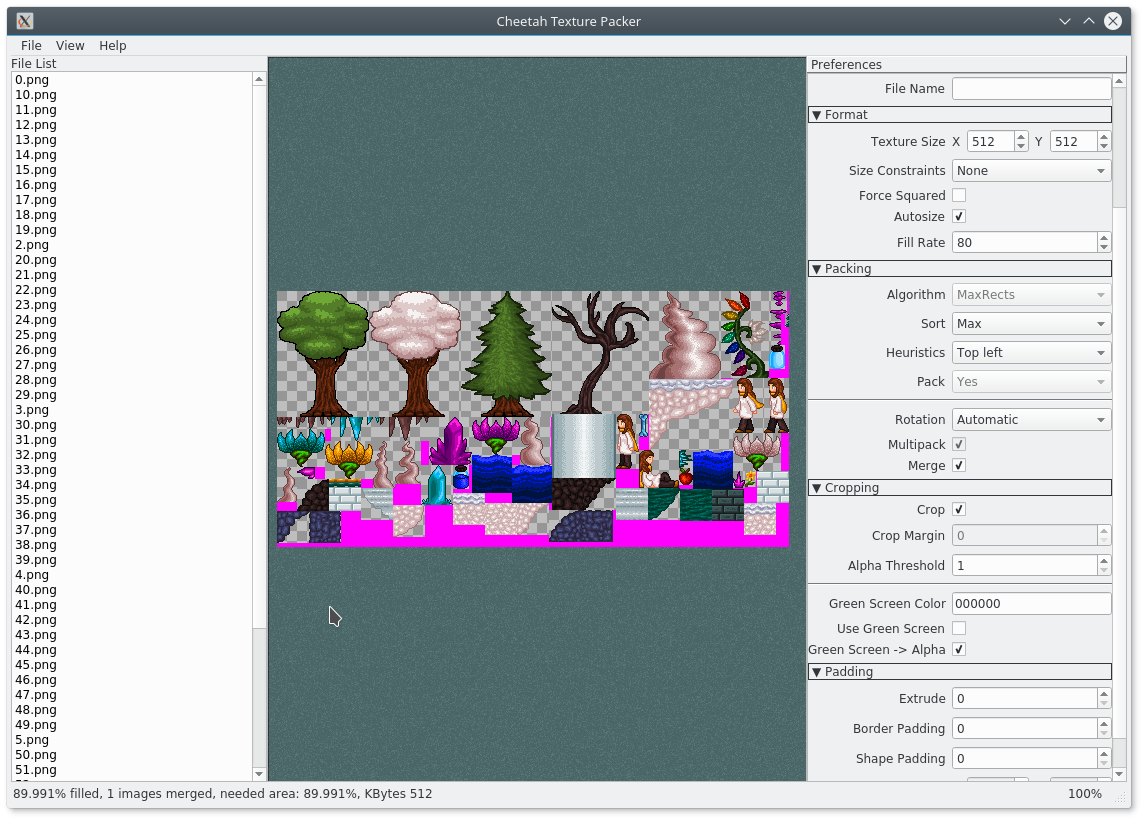 Cheetah Texture Packer
File View Help
File List
0.png
10.png
11.png
12.png
13.png
14.png
15.png
16.png
17.png
18.png
19.png
2.png
20.png
21.png
22.png
23.png
24.png
25.png
26.png
27.png
28.png
29.png
3.png
30.png
31.png
32.png
33.png
34.png
35.png
36.png
37.png
38.png
39.png
4.png
40.png
41.png
42.png
43.png
44.png
45.png
46.png
47.png
48.png
49.png
5.png
50.png
51.png
Preferences
File Name
▼ Format
Texture Size X 512 Y 512
Size Constraints None
Force Squared
Autosize ✔
Fill Rate 80
▼ Packing
Algorithm MaxRects
Sort Max
Heuristics Top left
Pack Yes
Rotation Automatic
Multipack ✔
Merge ✔
▼ Cropping
Crop ✔
Crop Margin 0
Alpha Threshold 1
Green Screen Color 000000
Use Green Screen
Green Screen -> Alpha ✔
▼ Padding
Extrude 0
Border Padding 0
Shape Padding 0
89.991% filled, 1 images merged, needed area: 89.991%, KBytes 512
100%